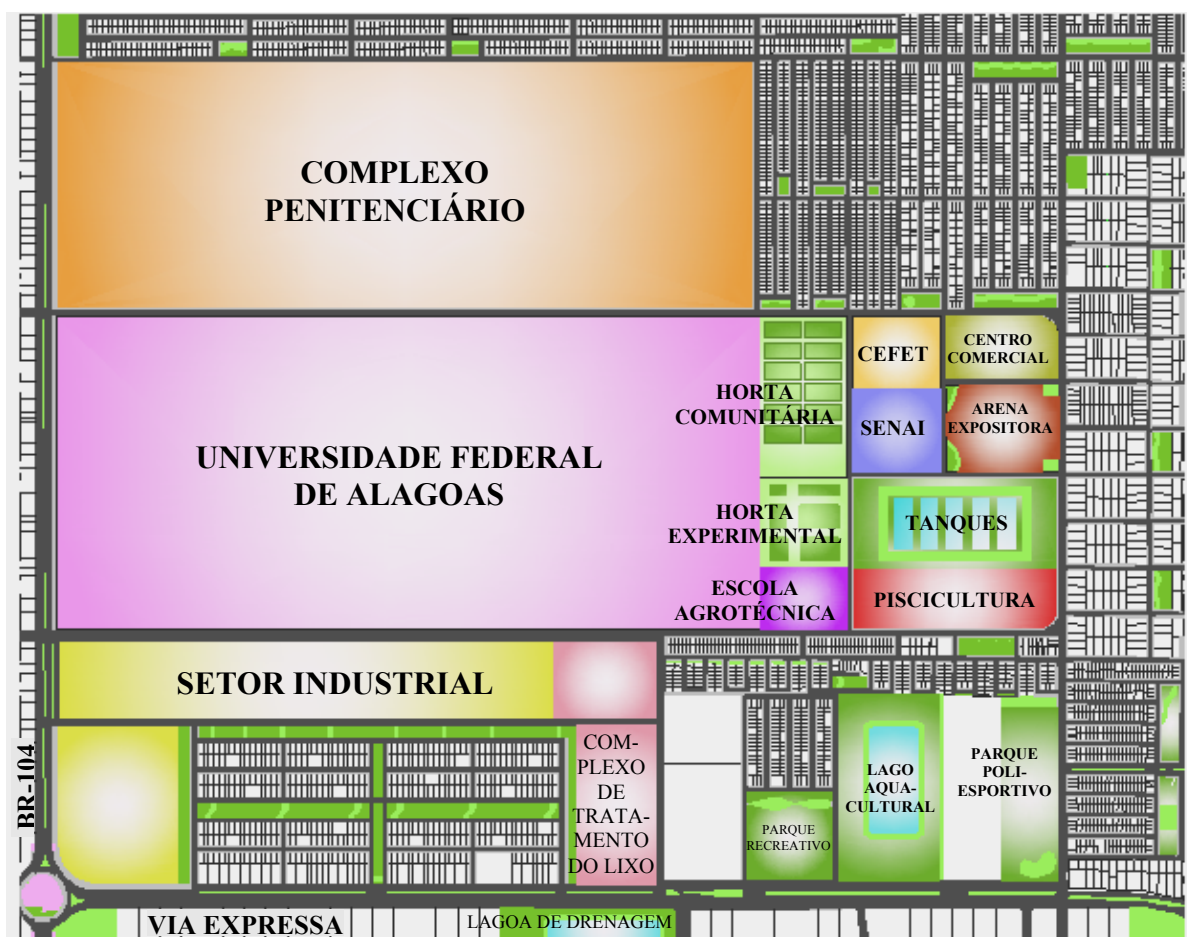 COMPLEXO
PENITENCIÁRIO
UNIVERSIDADE FEDERAL
DE ALAGOAS
HORTA
COMUNITÁRIA
CEFET
CENTRO
COMERCIAL
SENAI
ARENA
EXPOSITORA
HORTA
EXPERIMENTAL
TANQUES
ESCOLA
AGROTÉCNICA
PISCICULTURA
SETOR INDUSTRIAL
BR-104
COM-
PLEXO
DE
TRATA-
MENTO
DO LIXO
PARQUE
RECREATIVO
LAGO
AQUA-
CULTURAL
PARQUE
POLI-
ESPORTIVO
VIA EXPRESSA
LAGOA DE DRENAGEM